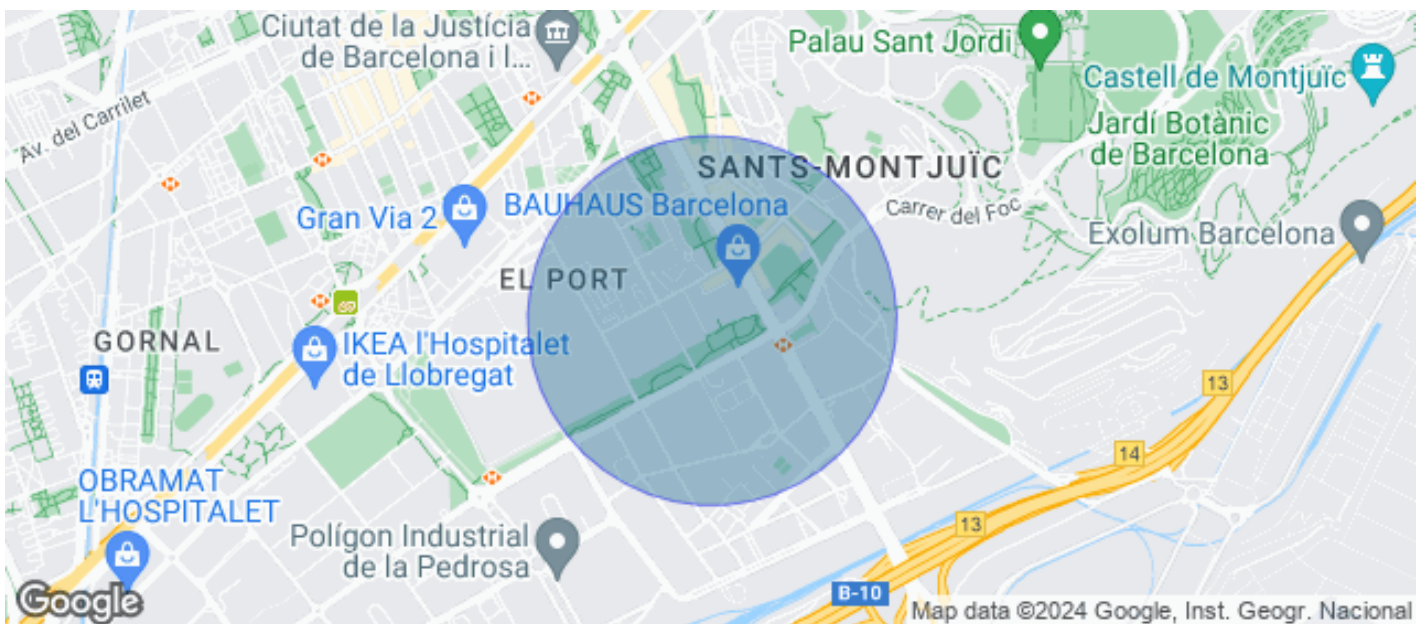 Ciutat de la Justícia
de Barcelona i l...
Palau Sant Jordi
Castell de Montjuïc
Av. del Carrilet
Jardí Botànic
de Barcelona
SANTS-MONTJUÏC
Gran Via 2
BAUHAUS Barcelona
Carrer del Foc
Exolum Barcelona
EL PORT
GORNAL
IKEA l'Hospitalet
de Llobregat
13
14
OBRAMAT
L'HOSPITALET
13
Polígon Industrial
de la Pedrosa
B-10
Google
Map data ©2024 Google, Inst. Geogr. Nacional